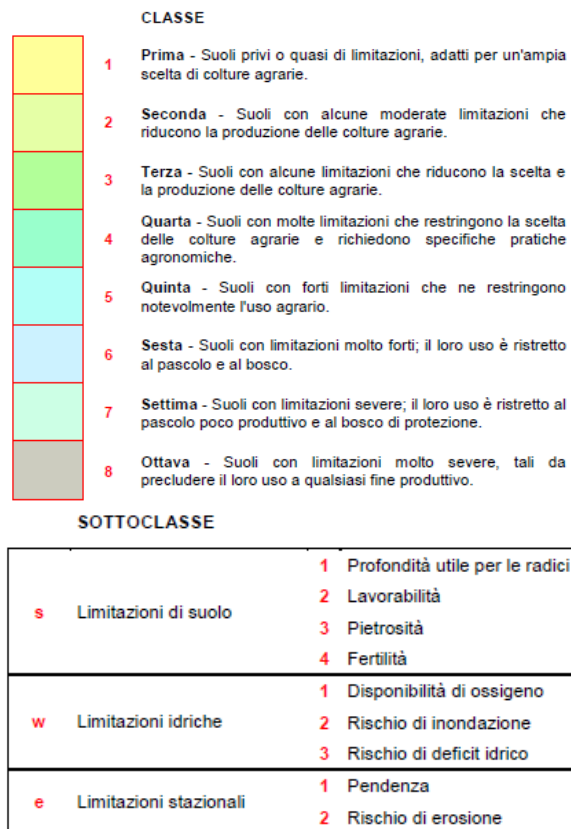 CLASSE
1 Prima - Suoli privi o quasi di limitazioni, adatti per un'ampia
scelta di colture agrarie.
2 Seconda - Suoli con alcune moderate limitazioni che
riducono la produzione delle colture agrarie.
3 Terza - Suoli con alcune limitazioni che riducono la scelta e
la produzione delle colture agrarie.
4 Quarta - Suoli con molte limitazioni che restringono la scelta
delle colture agrarie e richiedono specifiche pratiche
agronomiche.
5 Quinta - Suoli con forti limitazioni che ne restringono
notevolmente l'uso agrario.
6 Sesta - Suoli con limitazioni molto forti; il loro uso è ristretto
al pascolo e al bosco.
7 Settima - Suoli con limitazioni severe; il loro uso è ristretto al
pascolo poco produttivo e al bosco di protezione.
8 Ottava - Suoli con limitazioni molto severe, tali da
precludere il loro uso a qualsiasi fine produttivo.
SOTTOCLASSE
s Limitazioni di suolo
1 Profondità utile per le radici
2 Lavorabilità
3 Pietrosità
4 Fertilità
w Limitazioni idriche
1 Disponibilità di ossigeno
2 Rischio di inondazione
3 Rischio di deficit idrico
e Limitazioni stazionali
1 Pendenza
2 Rischio di erosione